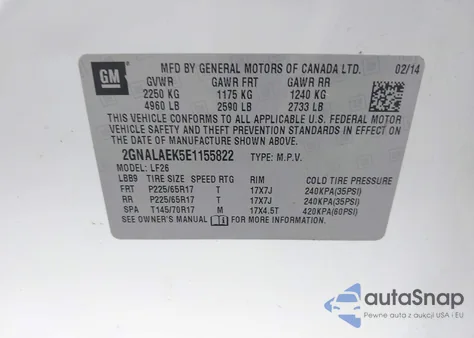 GM
MFD BY GENERAL MOTORS OF CANADA LTD. 02/14
GVWR GAWR FRT GAWR RR
2250 KG 1175 KG 1240 KG
4960 LB 2590 LB 2733 LB
THIS VEHICLE CONFORMS TO ALL APPLICABLE U.S. FEDERAL MOTOR
VEHICLE SAFETY AND THEFT PREVENTION STANDARDS IN EFFECT ON
THE DATE OF MANUFACTURE SHOWN ABOVE.
2GNALAEK5E1155822 TYPE: M.P.V.
MODEL: LF26
LBB9 TIRE SIZE SPEED RTG RIM COLD TIRE PRESSURE
FRT P225/65R17 T 17X7J 240KPA(35PSI)
RR P225/65R17 T 17X7J 240KPA(35PSI)
SPA T145/70R17 M 17X4.5T 420KPA(60PSI)
SEE OWNER'S MANUAL FOR MORE INFORMATION.
autoSnap
Pewne auta z aukcji USA i EU